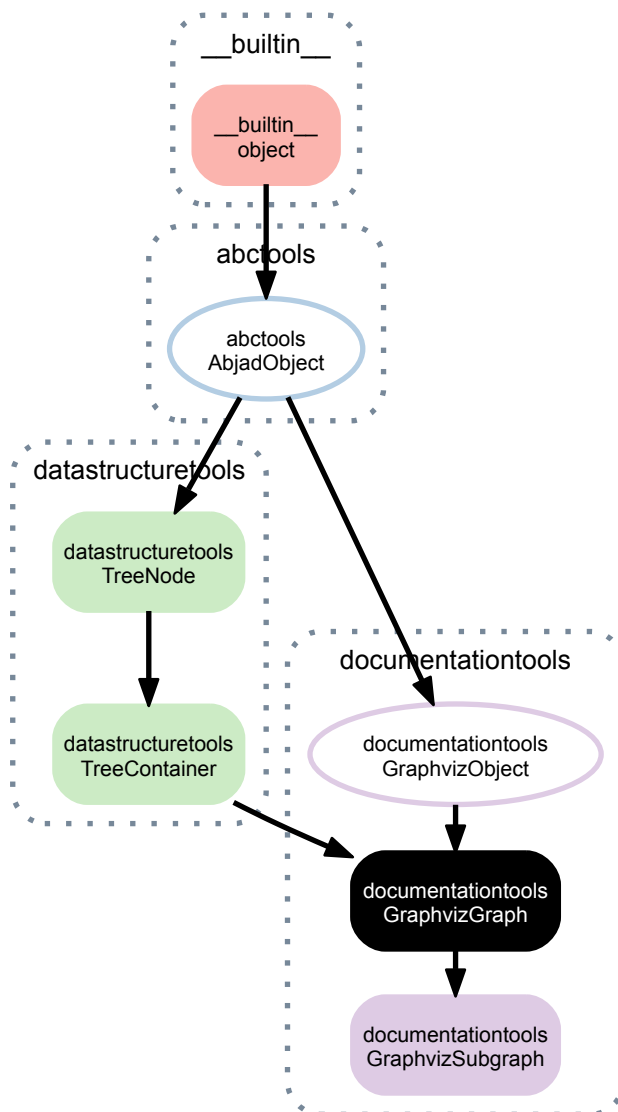 __builtin__
__builtin__
object
abctools
abctools
AbjadObject
datastructuretools
datastructuretools
TreeNode
documentationtools
datastructuretools
TreeContainer
documentationtools
GraphvizObject
documentationtools
GraphvizGraph
documentationtools
GraphvizSubgraph